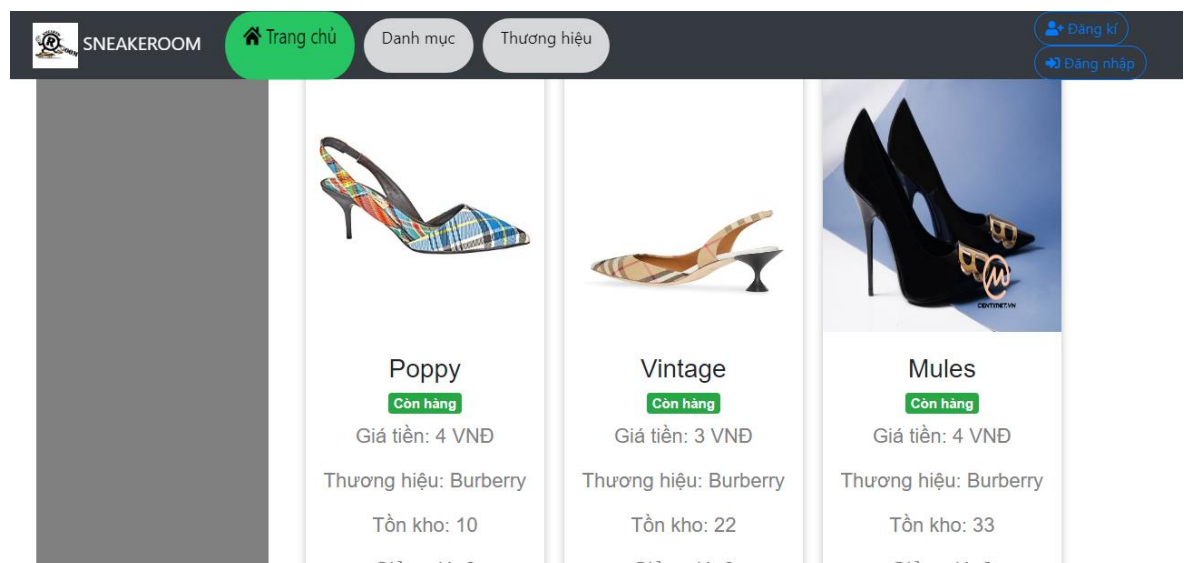 SNEAKEROOM
Trang chủ
Danh mục
Thương hiệu
Đăng kí
Đăng nhập
CENTIMET.VN
Poppy
Còn hàng
Giá tiền: 4 VNĐ
Thương hiệu: Burberry
Tồn kho: 10
Vintage
Còn hàng
Giá tiền: 3 VNĐ
Thương hiệu: Burberry
Tồn kho: 22
Mules
Còn hàng
Giá tiền: 4 VNĐ
Thương hiệu: Burberry
Tồn kho: 33